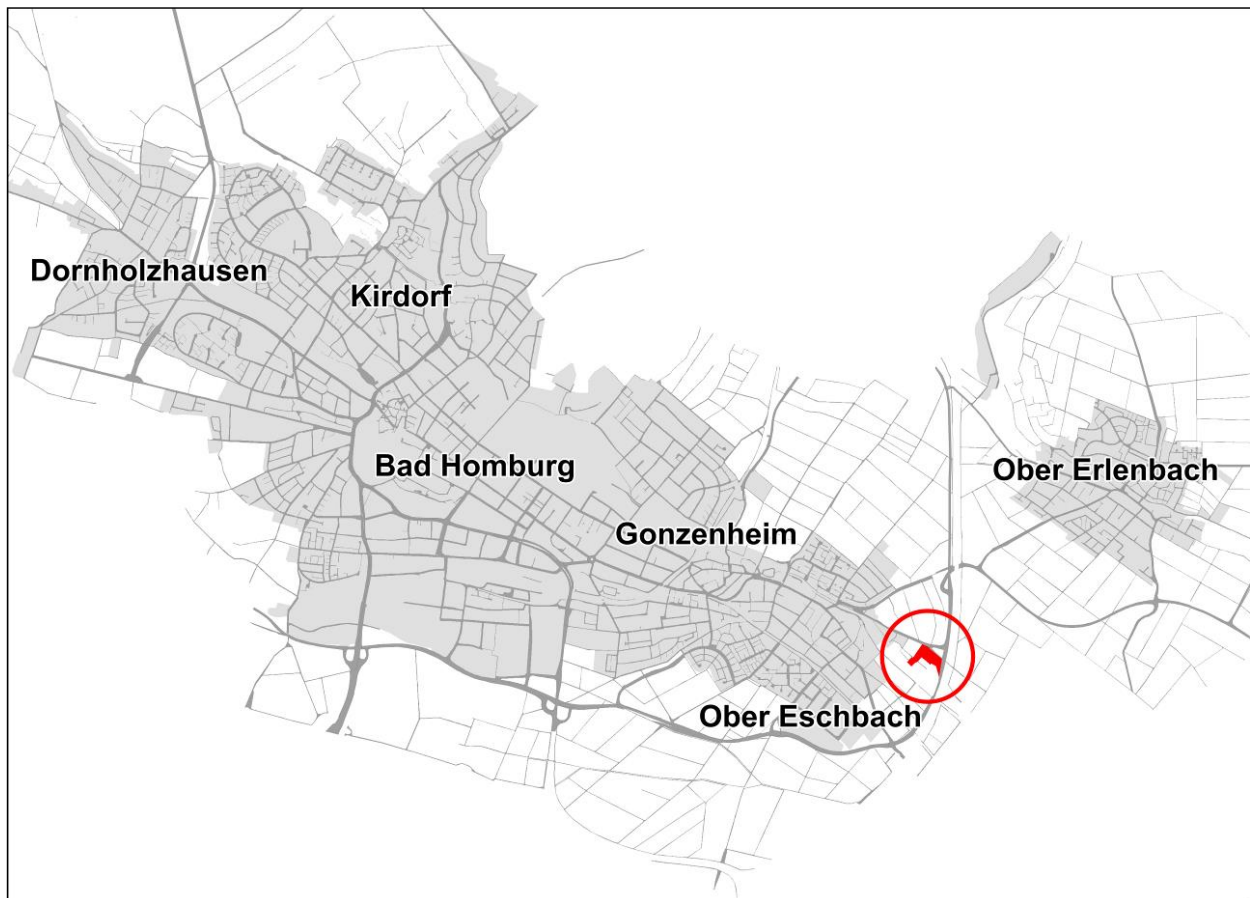 Dornholzhausen
Kirdorf
Bad Homburg
Ober Erlenbach
Gonzenheim
Ober Eschbach